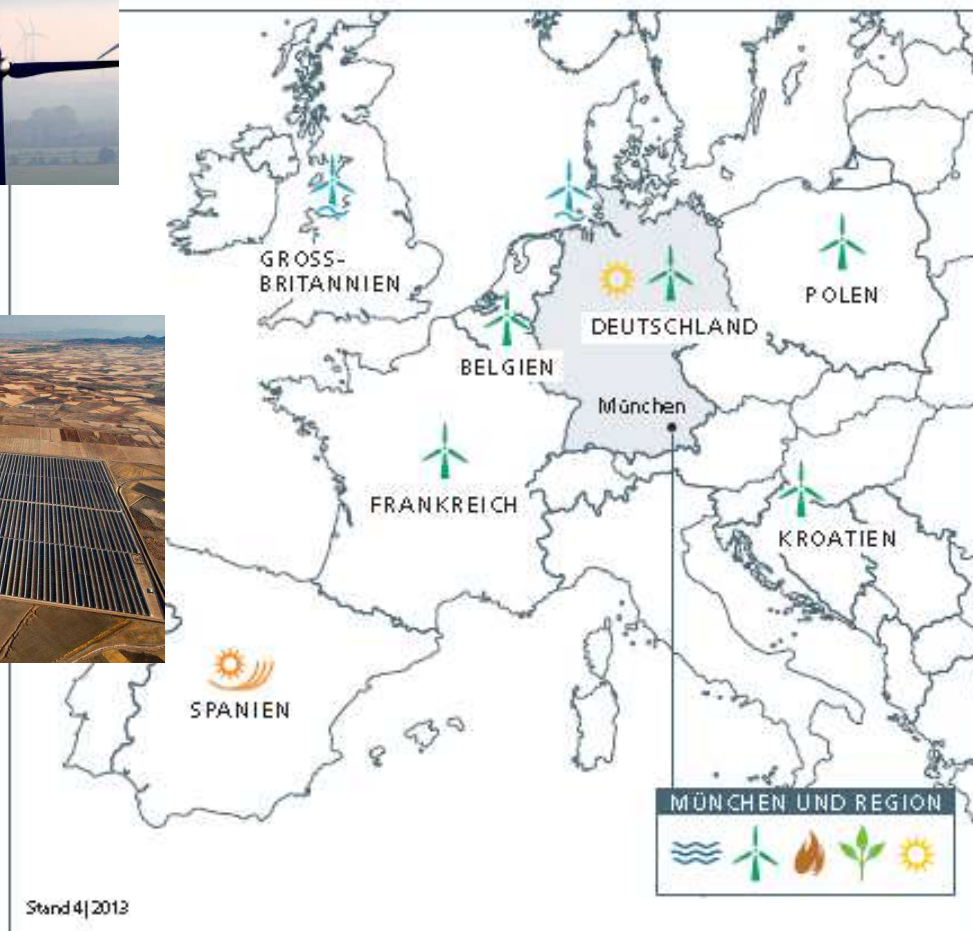 GROSS-
BRITANNIEN
POLEN
DEUTSCHLAND
BELGIEN
München
FRANKREICH
KROATIEN
SPANIEN
MÜNCHEN UND REGION
Stand 4|2013